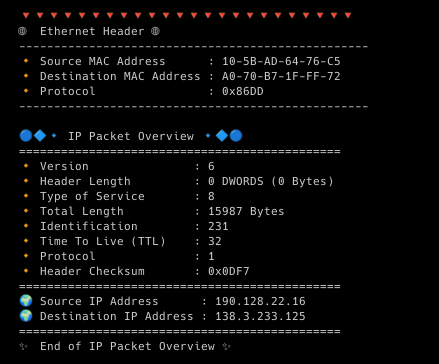 🔻🔻🔻🔻🔻🔻🔻🔻🔻🔻🔻🔻🔻🔻🔻🔻🔻🔻🔻🔻🔻🔻🔻🔻
🌐 Ethernet Header 🌐
--------------------------------------------------
🔸 Source MAC Address      : 10-5B-AD-64-76-C5
🔸 Destination MAC Address : A0-70-B7-1F-FF-72
🔸 Protocol                : 0x86DD
--------------------------------------------------
🔵🔷🔹 IP Packet Overview 🔹🔷🔵
==============================================
🔸 Version               : 6
🔸 Header Length         : 0 DWORDS (0 Bytes)
🔸 Type of Service       : 8
🔸 Total Length          : 15987 Bytes
🔸 Identification        : 231
🔸 Time To Live (TTL)    : 32
🔸 Protocol              : 1
🔸 Header Checksum       : 0x0DF7
==============================================
🌍 Source IP Address      : 190.128.22.16
🌍 Destination IP Address : 138.3.233.125
==============================================
✨ End of IP Packet Overview ✨